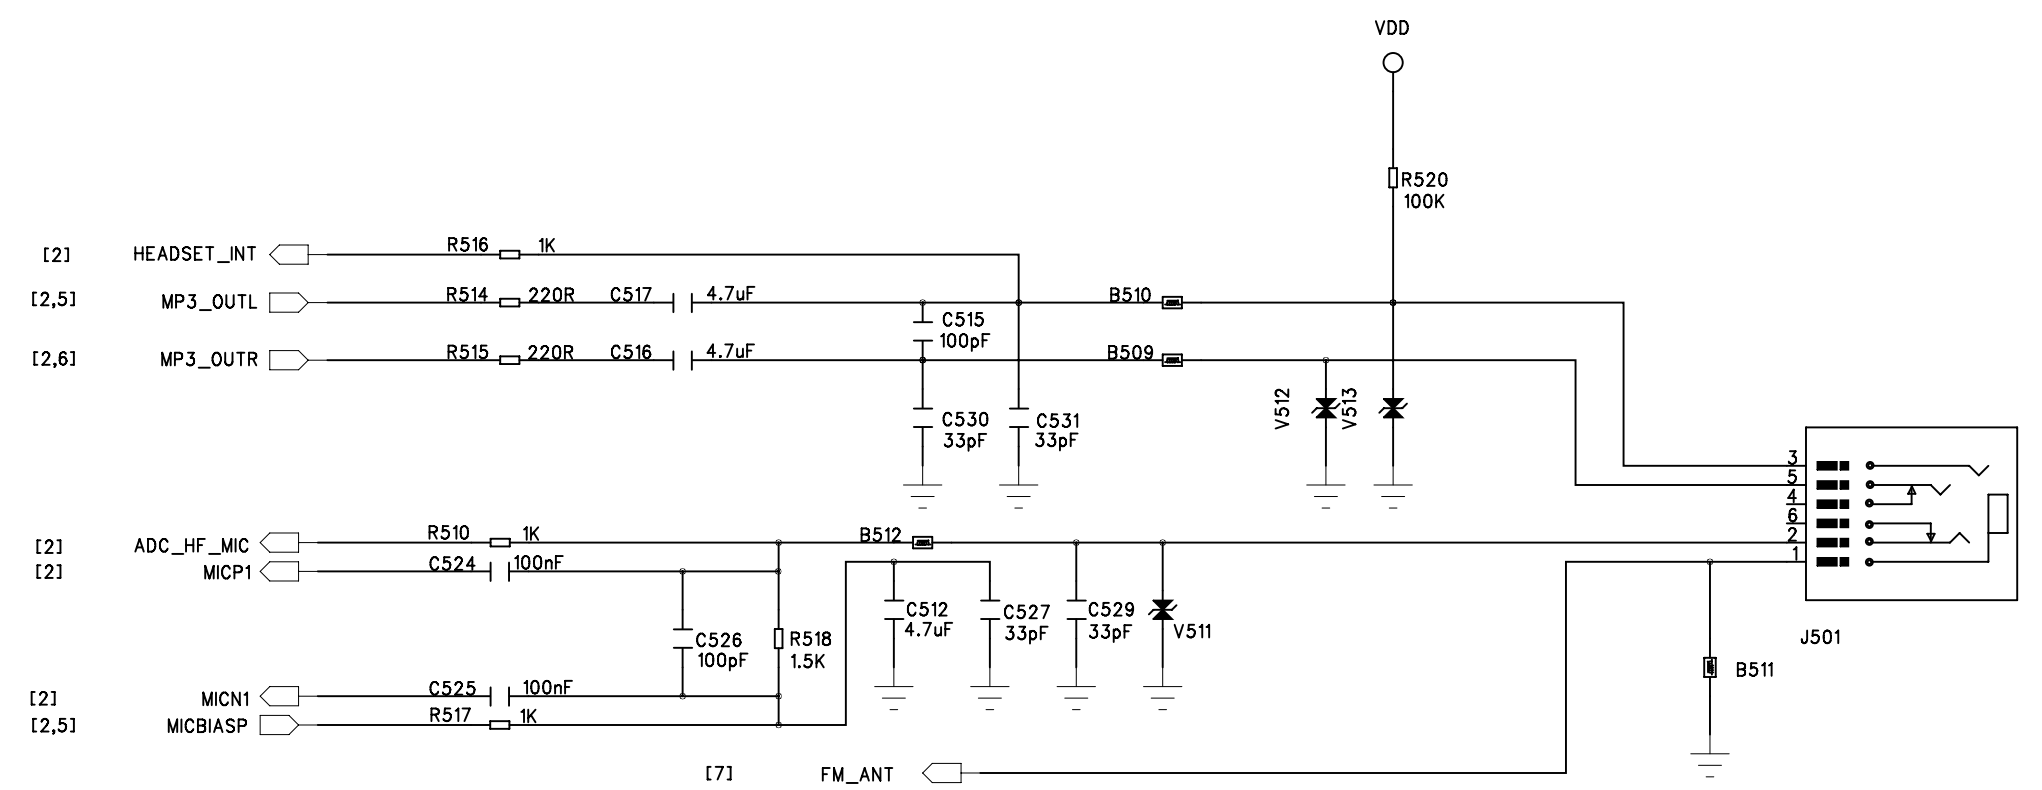 VDD
R520
100K
[2] HEADSET_INT R516 1K
[2,5] MP3_OUTL R514 220R C517 4.7uF B510
C515
100pF
[2,6] MP3_OUTR R515 220R C516 4.7uF B509
V512 V513
C530 C531
33pF 33pF
3
5
4
6
2
1
[2] ADC_HF_MIC R510 1K B512
[2] MICP1 C524 100nF
C512 C527 C529
4.7uF 33pF 33pF V511
C526 R518
100pF 1.5K
J501
B511
[2] MICN1 C525 100nF
[2,5] MICBIASP R517 1K
[7] FM_ANT